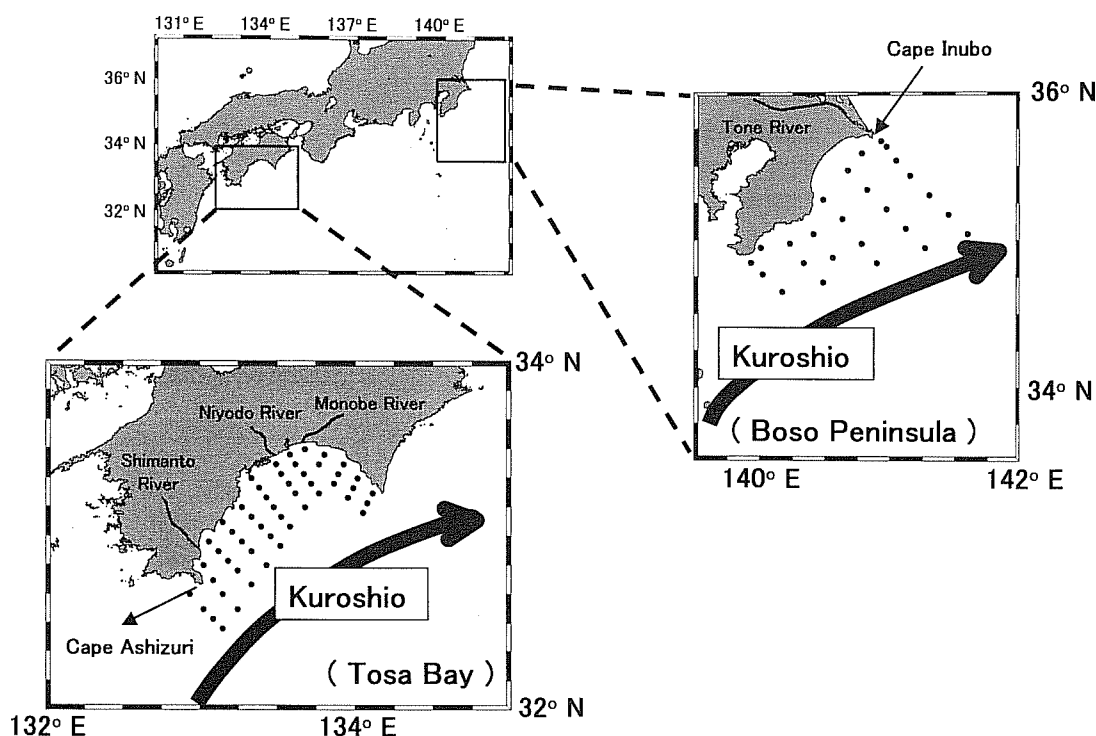 131° E 134° E 137° E 140° E
36° N
34° N
32° N
Cape Inubo
36° N
Tone River
Kuroshio
34° N
( Boso Peninsula )
140° E 142° E
34° N
Niyodo River Monobe River
Shimanto
River
Kuroshio
Cape Ashizuri
( Tosa Bay )
32° N
132° E 134° E